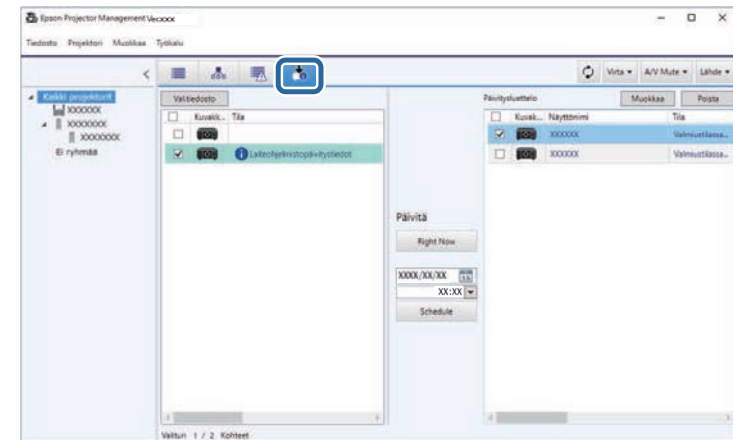 Epson Projector Management Ver.xxxx
Tiedosto Projektori Muokkaa Työkalu
< Virta A/V Mute Lähde
Kaikki projektorit
XXXXXX
XXXXXXX
XXXXXXX
Ei ryhmää
Valitiedosto
Kuvakk... Tila
Laiteohjelmistopäivitystiedot
Päivitä
Right Now
XXXX/XX/XX
XX:XX
Schedule
Päivitysluettelo Muokkaa Poista
Kuvak... Näyttönimi Tila
XXXXXX Valmiustilassa...
XXXXXX Valmiustilassa...
Valitun 1 / 2 Kohteet